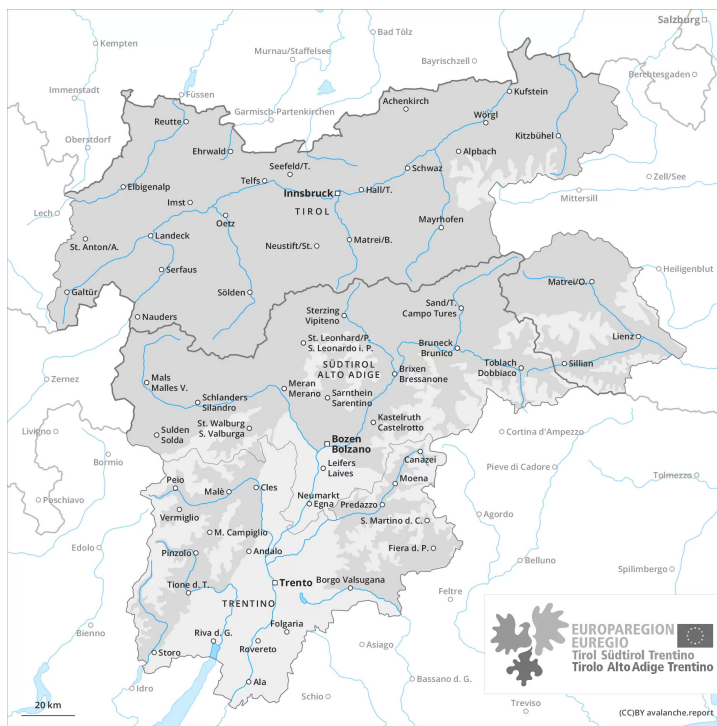 Salzburg
Kempten
Bad Tölz
Murnau/Staffelsee
Bayrischzell
Berchtesgaden
Immenstadt
Füssen
Achenkirch
Kufstein
Garmisch-Partenkirchen
Reutte
Wörgl
Oberstdorf
Ehrwald
Kitzbühel
Alpbach
Seefeld/T.
Schwaz
Zell/See
Telfs
Elbigenalp
Innsbruck
Hall/T.
Mittersill
Imst
TIROL
Lech
Oetz
Mayrhofen
Landeck
St. Anton/A.
Neustift/St.
Matrei/B.
Serfaus
Heiligenblut
Matrei/O.
Galtür
Sölden
Sand/T.
Campo Tures
Nauders
Sterzing
Vipiteno
Lienz
St. Leonhard/P.
S. Leonardo i. P.
Bruneck
Brunico
SÜDTIROL
ALTO ADIGE
Toblach
Dobbiaco
Sillian
Brixen
Bressanone
Zernez
Mals
Malles V.
Meran
Merano
Sarnthein
Sarentino
Schlanders
Silandro
St. Walburg
S. Valburga
Kastelruth
Castelrotto
Livigno
Sulden
Solda
Bozen
Bolzano
Cortina d'Ampezzo
Canazei
Bormio
Leifers
Laives
Pieve di Cadore
Tolmezzo
Peio
Moena
Malè
Cles
Poschiavo
Neumarkt
Egna
Predazzo
Vermiglio
Agordo
S. Martino d. C.
M. Campiglio
Edolo
Pinzolo
Andalo
Fiera d. P.
Belluno
Spilimbergo
Tione d. T.
Trento
Borgo Valsugana
Feltre
TRENTINO
Bienno
Folgaria
Riva d. G.
Rovereto
Asiago
Storo
Ala
Idro
Schio
Bassano d. G.
Treviso
EUROPAREGION
EUREGIO
Tirol Südtirol Trentino
Tirolo Alto Adige Trentino
20 km
(CC)BY avalanche.report